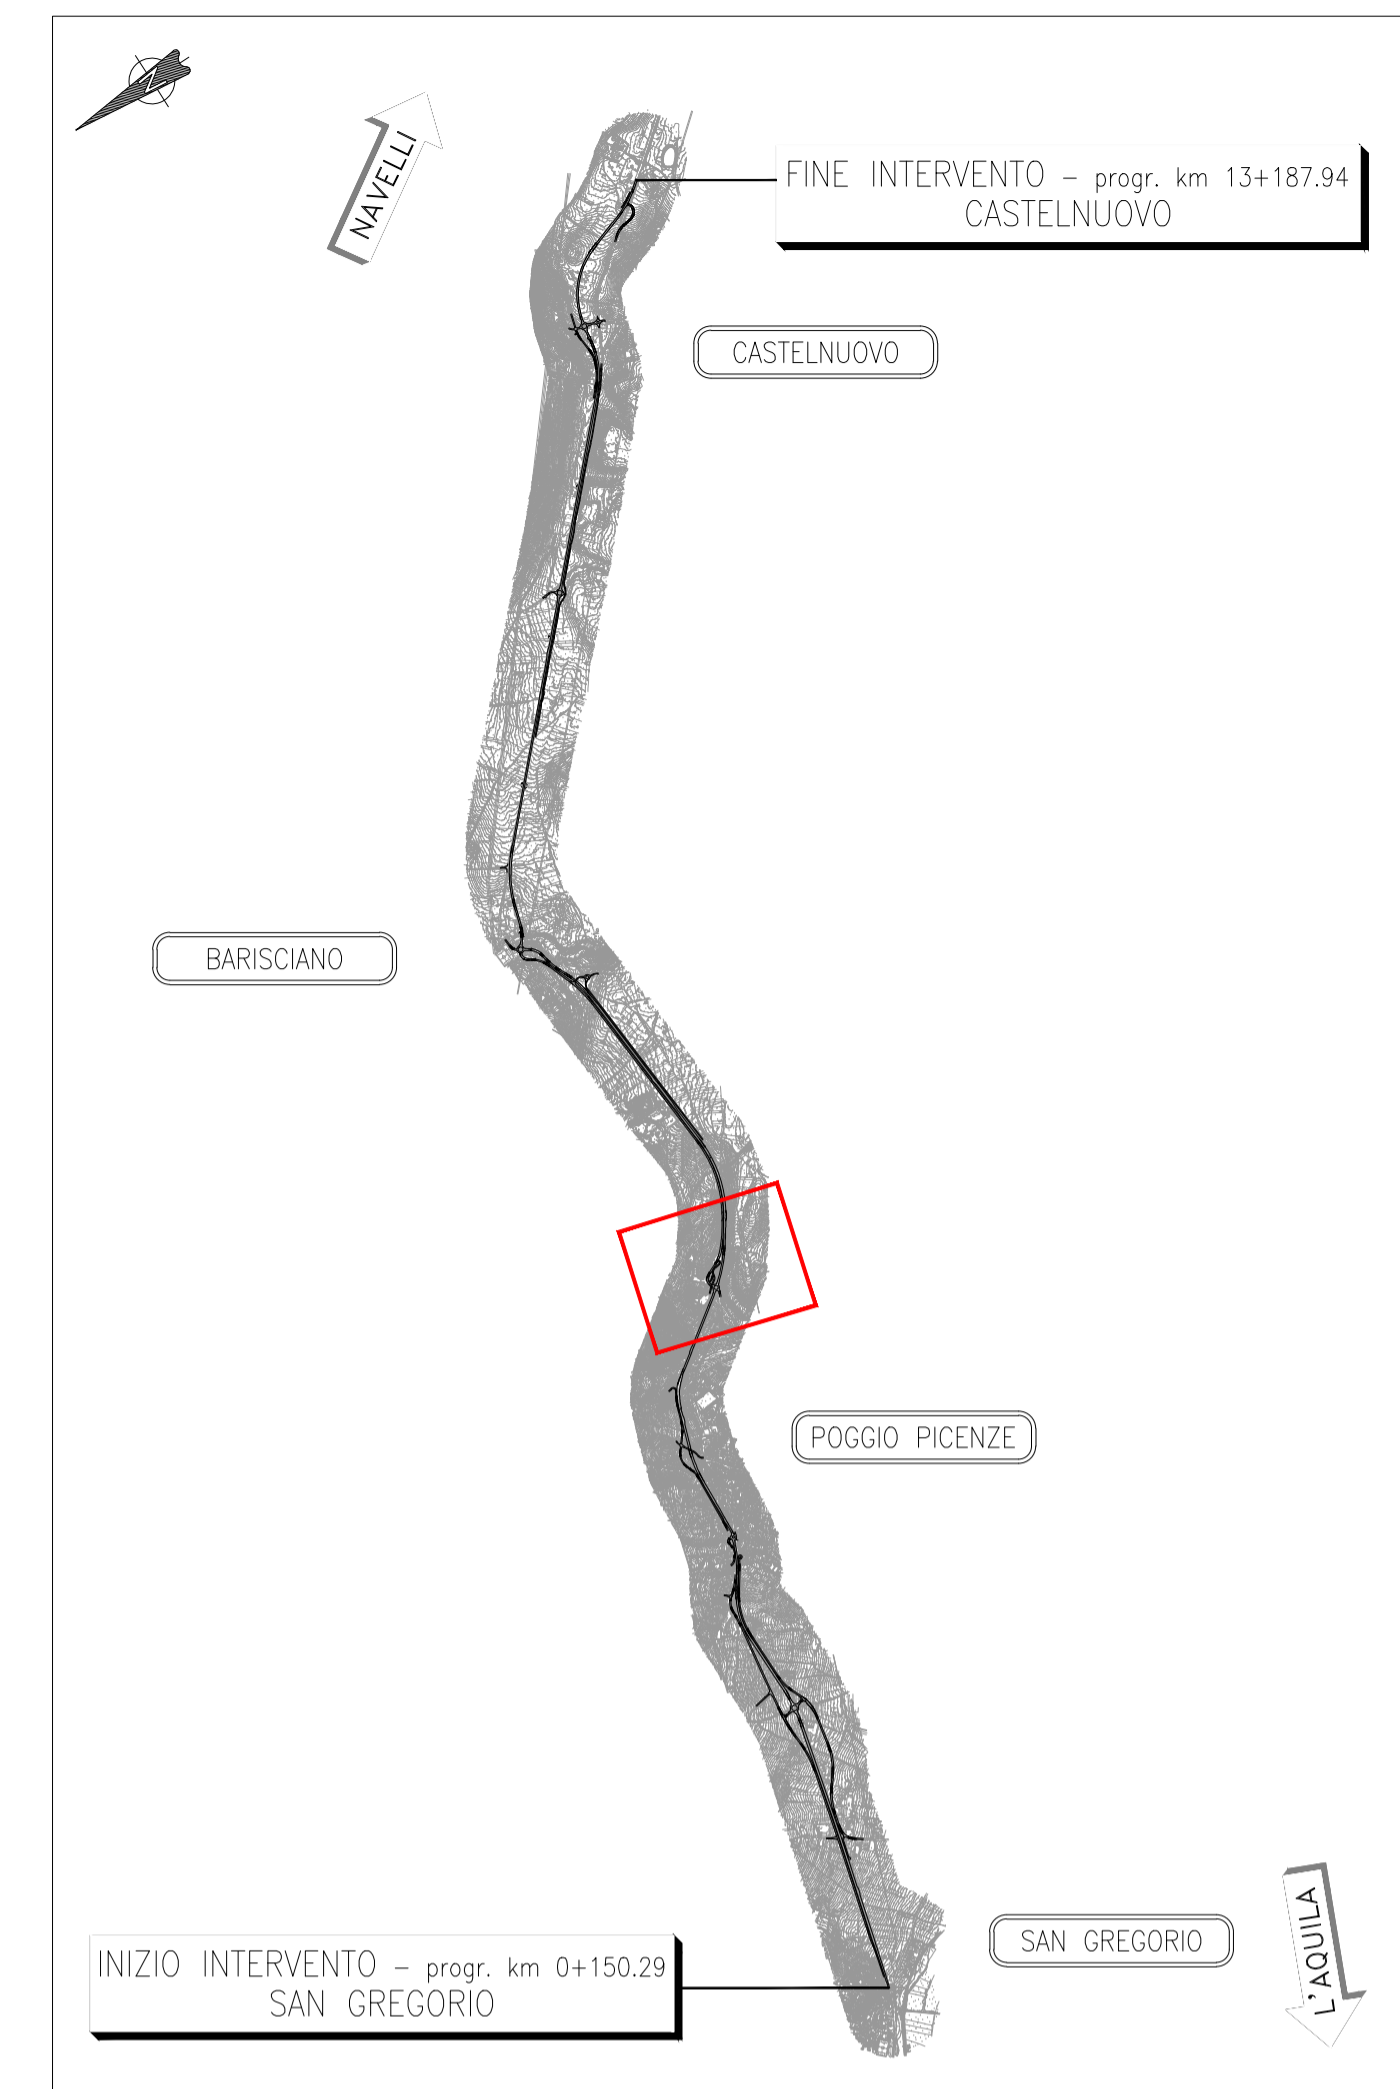 NAVELLI
FINE INTERVENTO – progr. km 13+187.94
CASTELNUOVO
CASTELNUOVO
BARISCIANO
POGGIO PICENZE
SAN GREGORIO
L'AQUILA
INIZIO INTERVENTO – progr. km 0+150.29
SAN GREGORIO